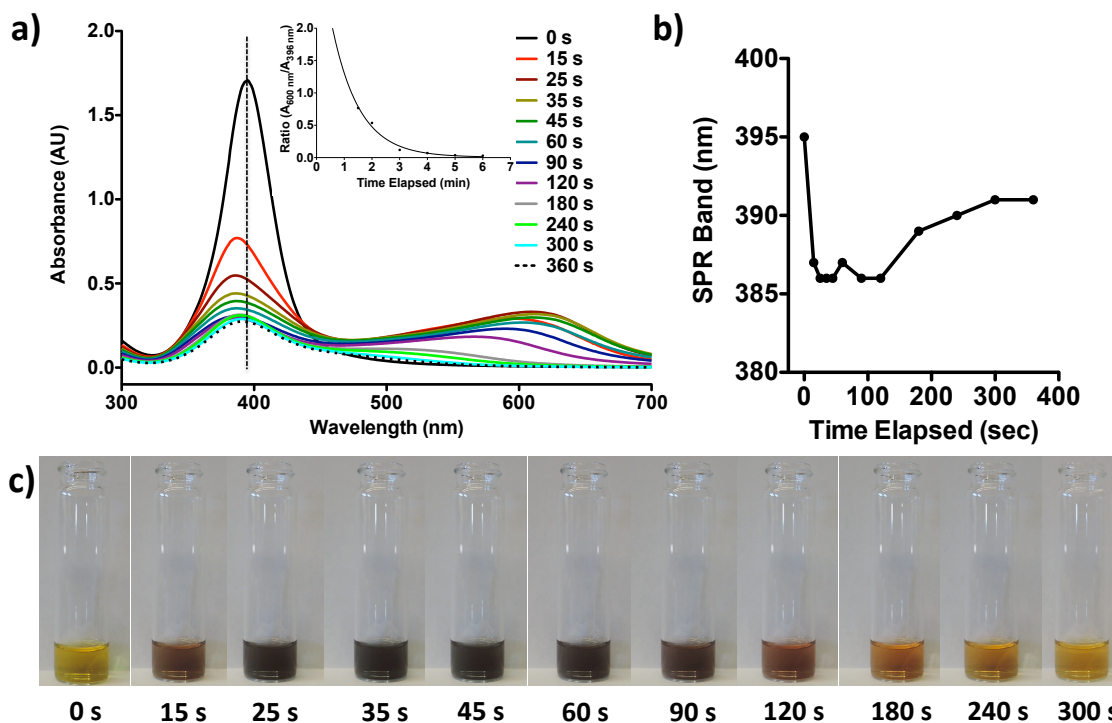 a)
2.0
1.5
1.0
0.5
0.0
Absorbance (AU)
300
400
500
600
700
Wavelength (nm)
2.0
1.5
1.0
0.5
0.0
Ratio (A600 nm/A396 nm)
0 1 2 3 4 5 6 7
Time Elapsed (min)
0 s
15 s
25 s
35 s
45 s
60 s
90 s
120 s
180 s
240 s
300 s
360 s
b)
400
395
390
385
380
SPR Band (nm)
0 100 200 300 400
Time Elapsed (sec)
c)
0 s 15 s 25 s 35 s 45 s 60 s 90 s 120 s 180 s 240 s 300 s